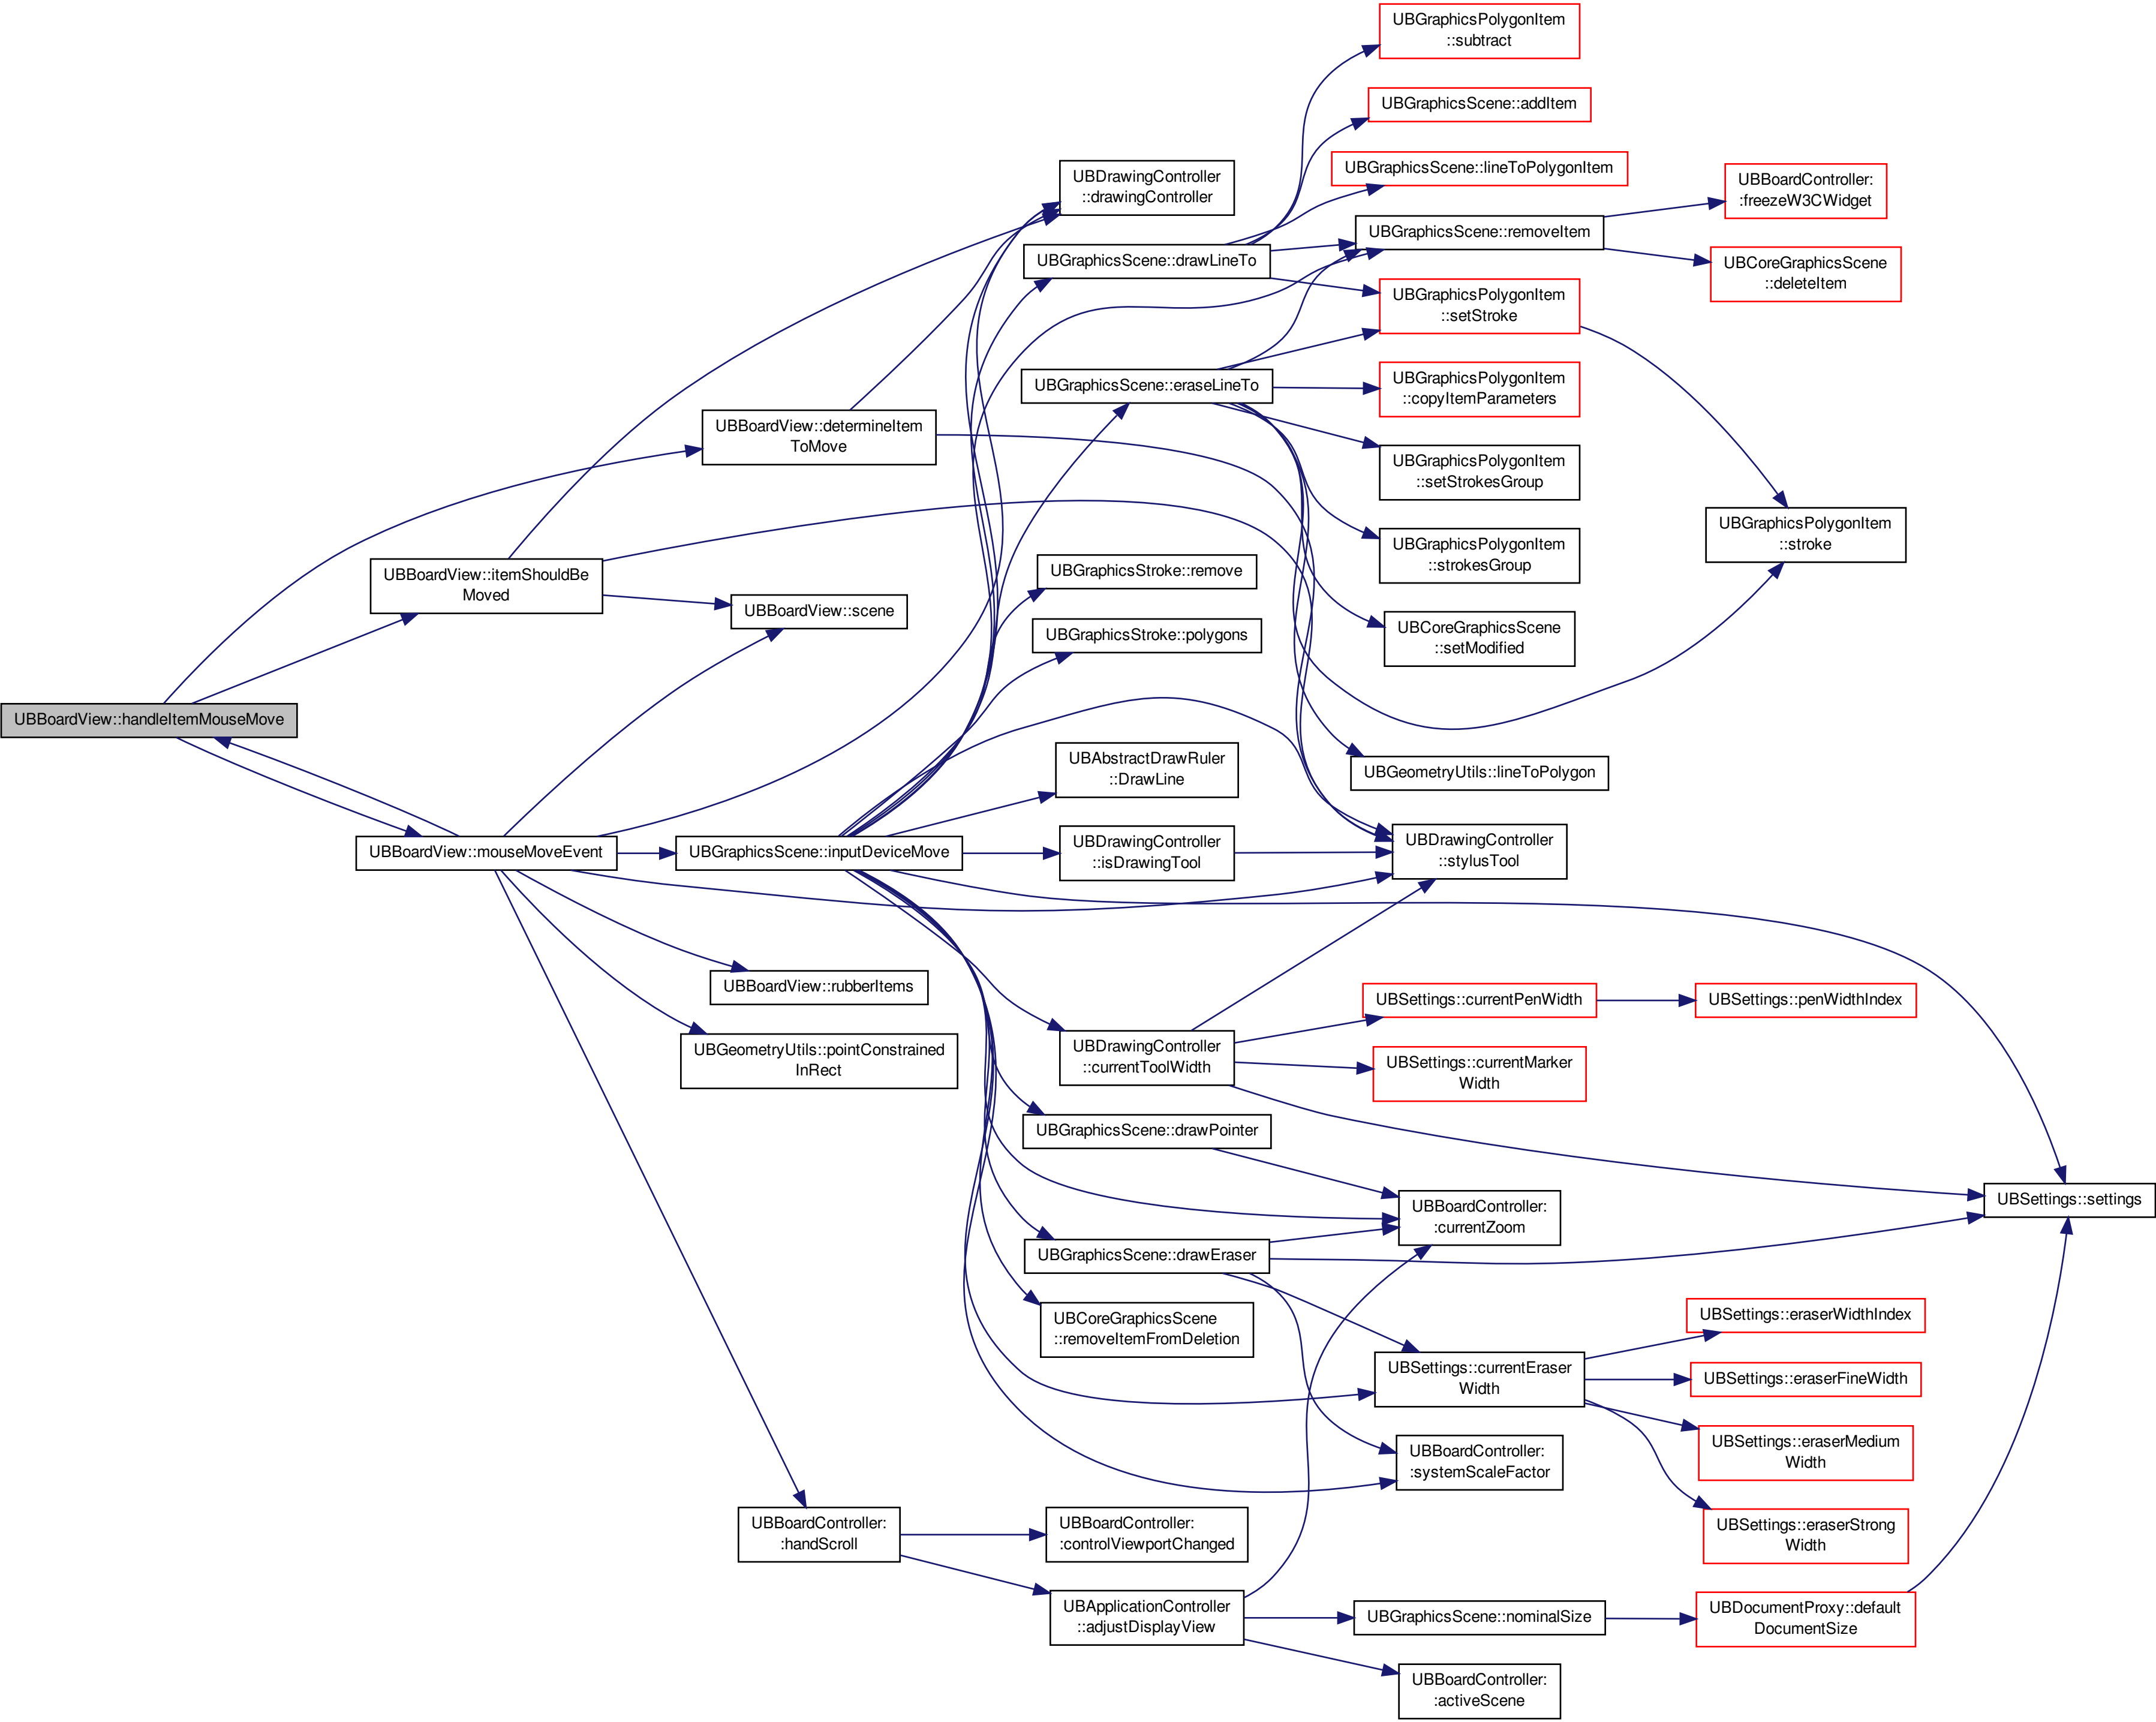 UBGraphicsPolygonItem
::subtract
UBGraphicsScene::addItem
UBGraphicsScene::lineToPolygonItem
UBDrawingController
::drawingController
UBBoardController:
:freezeW3CWidget
UBGraphicsScene::removeItem
UBGraphicsScene::drawLineTo
UBCoreGraphicsScene
::deleteItem
UBGraphicsPolygonItem
::setStroke
UBGraphicsScene::eraseLineTo
UBGraphicsPolygonItem
::copyItemParameters
UBBoardView::determineItem
ToMove
UBGraphicsPolygonItem
::setStrokesGroup
UBGraphicsPolygonItem
::stroke
UBGraphicsPolygonItem
::strokesGroup
UBBoardView::itemShouldBe
Moved
UBGraphicsStroke::remove
UBBoardView::scene
UBGraphicsStroke::polygons
UBCoreGraphicsScene
::setModified
UBBoardView::handleItemMouseMove
UBAbstractDrawRuler
::DrawLine
UBGeometryUtils::lineToPolygon
UBBoardView::mouseMoveEvent
UBGraphicsScene::inputDeviceMove
UBDrawingController
::isDrawingTool
UBDrawingController
::stylusTool
UBBoardView::rubberItems
UBSettings::currentPenWidth
UBSettings::penWidthIndex
UBGeometryUtils::pointConstrained
InRect
UBDrawingController
::currentToolWidth
UBSettings::currentMarker
Width
UBGraphicsScene::drawPointer
UBBoardController:
:currentZoom
UBSettings::settings
UBGraphicsScene::drawEraser
UBCoreGraphicsScene
::removeItemFromDeletion
UBSettings::eraserWidthIndex
UBSettings::currentEraser
Width
UBSettings::eraserFineWidth
UBSettings::eraserMedium
Width
UBBoardController:
:systemScaleFactor
UBBoardController:
:handScroll
UBBoardController:
:controlViewportChanged
UBSettings::eraserStrong
Width
UBApplicationController
::adjustDisplayView
UBGraphicsScene::nominalSize
UBDocumentProxy::default
DocumentSize
UBBoardController:
:activeScene